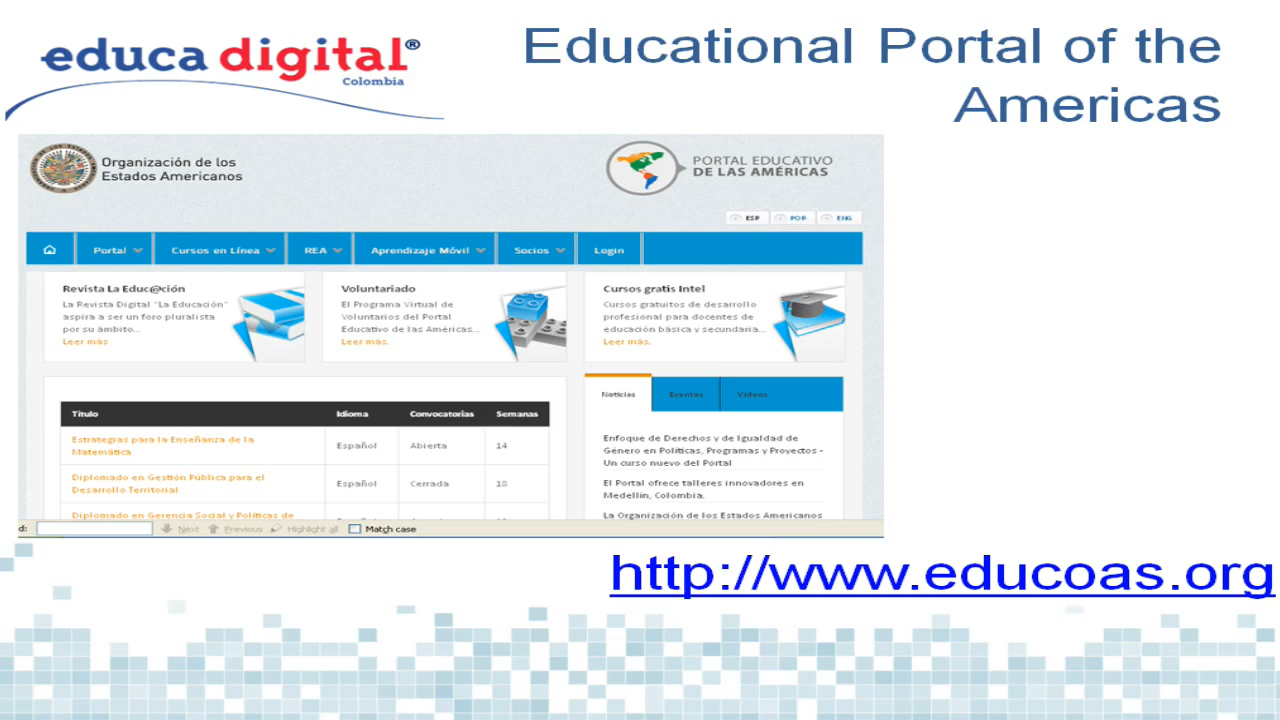 educa digital®
Colombia
Educational Portal of the
Americas
Organización de los
Estados Americanos
PORTAL EDUCATIVO
DE LAS AMÉRICAS
ESP POR ENG
Portal Cursos en Línea REA Aprendizaje Móvil Socios Login
Revista La Educ@ción
La Revista Digital "La Educación"
aspira a ser un foro pluralista
por su ámbito...
Leer más
Voluntariado
El Programa Virtual de
Voluntarios del Portal
Educativo de las Américas...
Leer más.
Cursos gratis Intel
Cursos gratuitos de desarrollo
profesional para docentes de
educación básica y secundaria...
Leer más.
Título Idioma Convocatorias Semanas
Estrategias para la Enseñanza de la
Matemática
Español Abierta 14
Diplomado en Gestión Pública para el
Desarrollo Territorial
Español Cerrada 18
Diplomado en Gerencia Social y Políticas de
Noticias Eventos Videos
Enfoque de Derechos y de Igualdad de
Género en Políticas, Programas y Proyectos -
Un curso nuevo del Portal
El Portal ofrece talleres innovadores en
Medellín, Colombia.
La Organización de los Estados Americanos
d: Next Previous Highlight all Match case
http://www.educoas.org